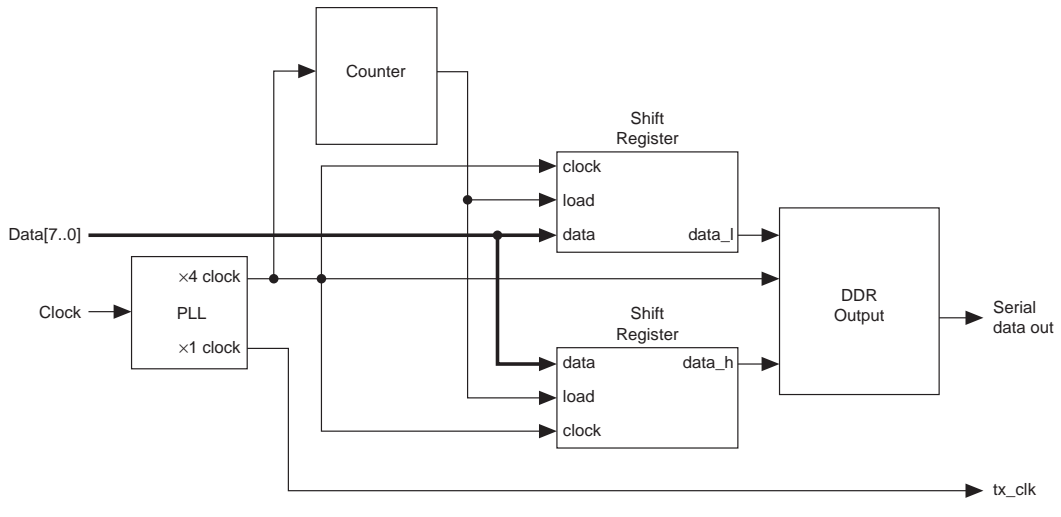 Counter
Shift
Register
clock
load
data
data_l
Data[7..0]
×4 clock
PLL
×1 clock
Clock
DDR
Output
Serial
data out
Shift
Register
data
data_h
load
clock
tx_clk